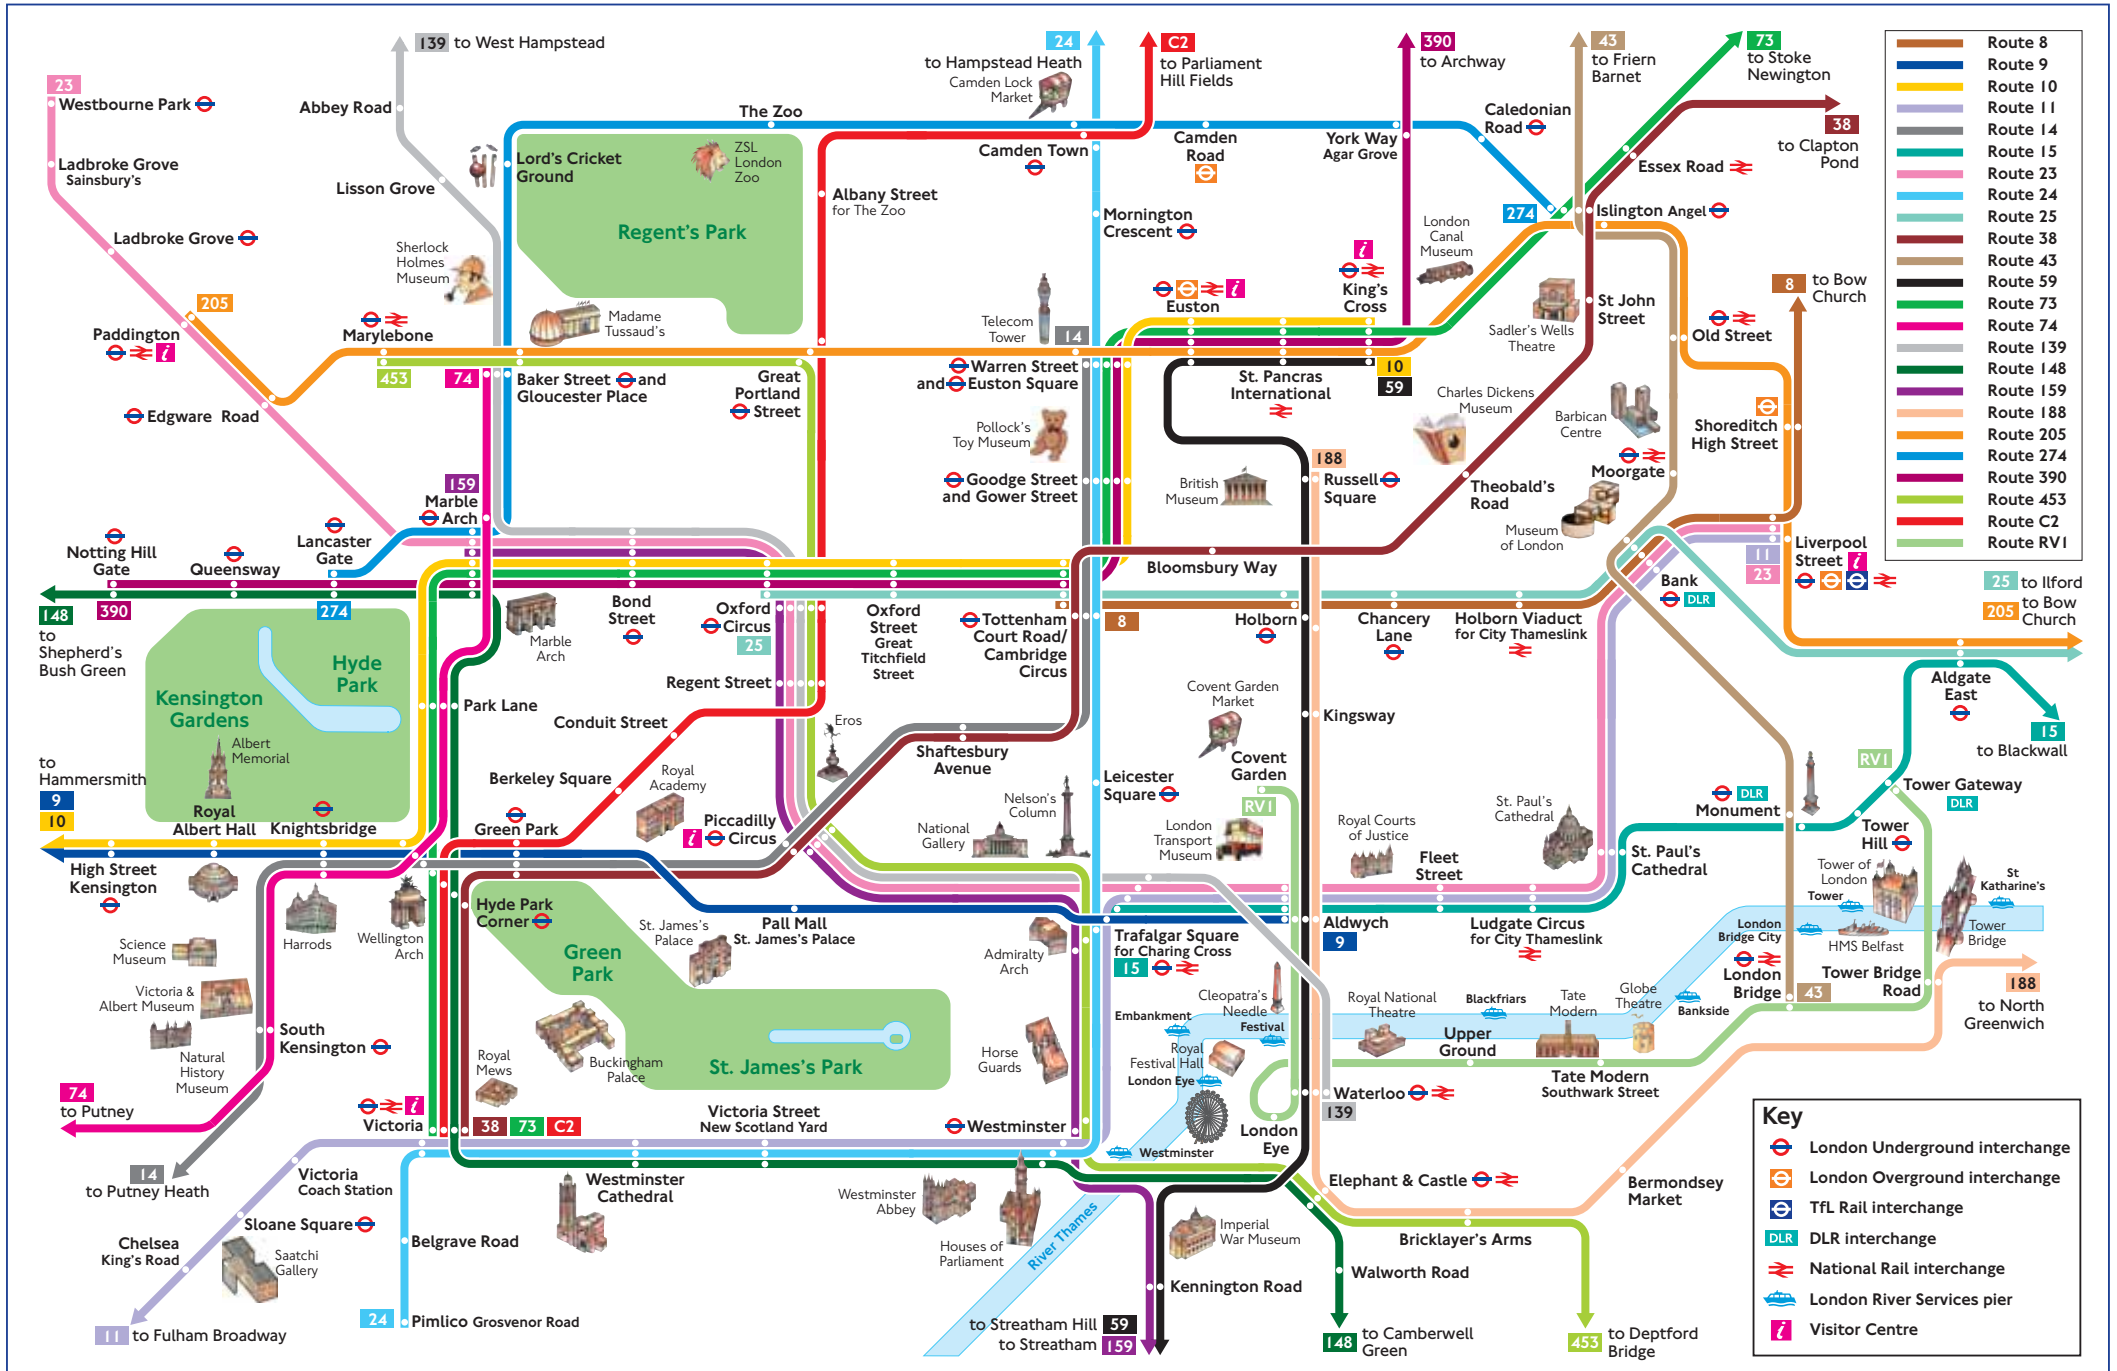 139 to West Hampstead
24
to Hampstead Heath
C2
to Parliament
Hill Fields
390
to Archway
43
to Friern
Barnet
73
to Stoke
Newington
38
to Clapton
Pond
23
Westbourne Park
Ladbroke Grove
Sainsbury's
Ladbroke Grove
205
Paddington
i
Edgware Road
Abbey Road
Lisson Grove
Sherlock
Holmes
Museum
Marylebone
453
74
Lord's Cricket
Ground
The Zoo
ZSL
London
Zoo
Regent's Park
Madame
Tussaud's
Baker Street and
Gloucester Place
Great
Portland
Street
Albany Street
for The Zoo
Camden Lock
Market
Camden Town
Mornington
Crescent
Camden
Road
York Way
Agar Grove
Caledonian
Road
Essex Road
274
Islington Angel
London
Canal
Museum
i
King's
Cross
i
Euston
Telecom
Tower
14
Warren Street
and Euston Square
St. Pancras
International
10
59
Sadler's Wells
Theatre
St John
Street
Old Street
8 to Bow
Church
Charles Dickens
Museum
Barbican
Centre
Shoreditch
High Street
Moorgate
Pollock's
Toy Museum
Goodge Street
and Gower Street
British
Museum
188
Russell
Square
Theobald's
Road
Museum
of London
159
Marble
Arch
Lancaster
Gate
Notting Hill
Gate
Queensway
148
390
274
to
Shepherd's
Bush Green
Bloomsbury Way
Bank
DLR
11
23
Liverpool
Street
i
25 to Ilford
205 to Bow
Church
Marble
Arch
Bond
Street
Oxford
Circus
25
Oxford
Street
Great
Titchfield
Street
Tottenham
Court Road/
Cambridge
Circus
8
Holborn
Chancery
Lane
Holborn Viaduct
for City Thameslink
Aldgate
East
15
to Blackwall
Hyde
Park
Kensington
Gardens
Albert
Memorial
Royal
Albert Hall
Knightsbridge
Park Lane
Regent Street
Conduit Street
Berkeley Square
Royal
Academy
Eros
Shaftesbury
Avenue
Green Park
i
Piccadilly
Circus
Covent Garden
Market
Kingsway
Covent
Garden
RV1
Leicester
Square
Nelson's
Column
National
Gallery
London
Transport
Museum
Royal Courts
of Justice
Fleet
Street
St. Paul's
Cathedral
St. Paul's
Cathedral
Monument
DLR
RV1
Tower Gateway
DLR
Tower
Hill
to
Hammersmith
9
10
High Street
Kensington
Tower of
London
Tower
St
Katharine's
Tower
Bridge
London
Bridge City
HMS Belfast
London
Bridge
43
Tower Bridge
Road
188
to North
Greenwich
Science
Museum
Harrods
Wellington
Arch
Hyde Park
Corner
Green
Park
St. James's
Palace
Pall Mall
St. James's Palace
Admiralty
Arch
Trafalgar Square
for Charing Cross
15
Aldwych
9
Ludgate Circus
for City Thameslink
Victoria &
Albert Museum
Natural
History
Museum
South
Kensington
Royal
Mews
Buckingham
Palace
St. James's Park
Horse
Guards
Embankment
Cleopatra's
Needle
Festival
Royal
Festival Hall
London Eye
Royal National
Theatre
Blackfriars
Upper
Ground
Tate
Modern
Globe
Theatre
Bankside
Tate Modern
Southwark Street
74
to Putney
14
to Putney Heath
i
Victoria
38
73
C2
Victoria Street
New Scotland Yard
Westminster
Westminster
London
Eye
Waterloo
139
Victoria
Coach Station
Sloane Square
Chelsea
King's Road
Saatchi
Gallery
11 to Fulham Broadway
24
Pimlico Grosvenor Road
Belgrave Road
Westminster
Cathedral
Westminster
Abbey
Houses of
Parliament
River Thames
Imperial
War Museum
Elephant & Castle
Bricklayer's Arms
Bermondsey
Market
Kennington Road
Walworth Road
to Streatham Hill 59
to Streatham 159
148 to Camberwell
Green
453 to Deptford
Bridge
Route 8
Route 9
Route 10
Route 11
Route 14
Route 15
Route 23
Route 24
Route 25
Route 38
Route 43
Route 59
Route 73
Route 74
Route 139
Route 148
Route 159
Route 188
Route 205
Route 274
Route 390
Route 453
Route C2
Route RV1
Key
London Underground interchange
London Overground interchange
TfL Rail interchange
DLR DLR interchange
National Rail interchange
London River Services pier
i Visitor Centre